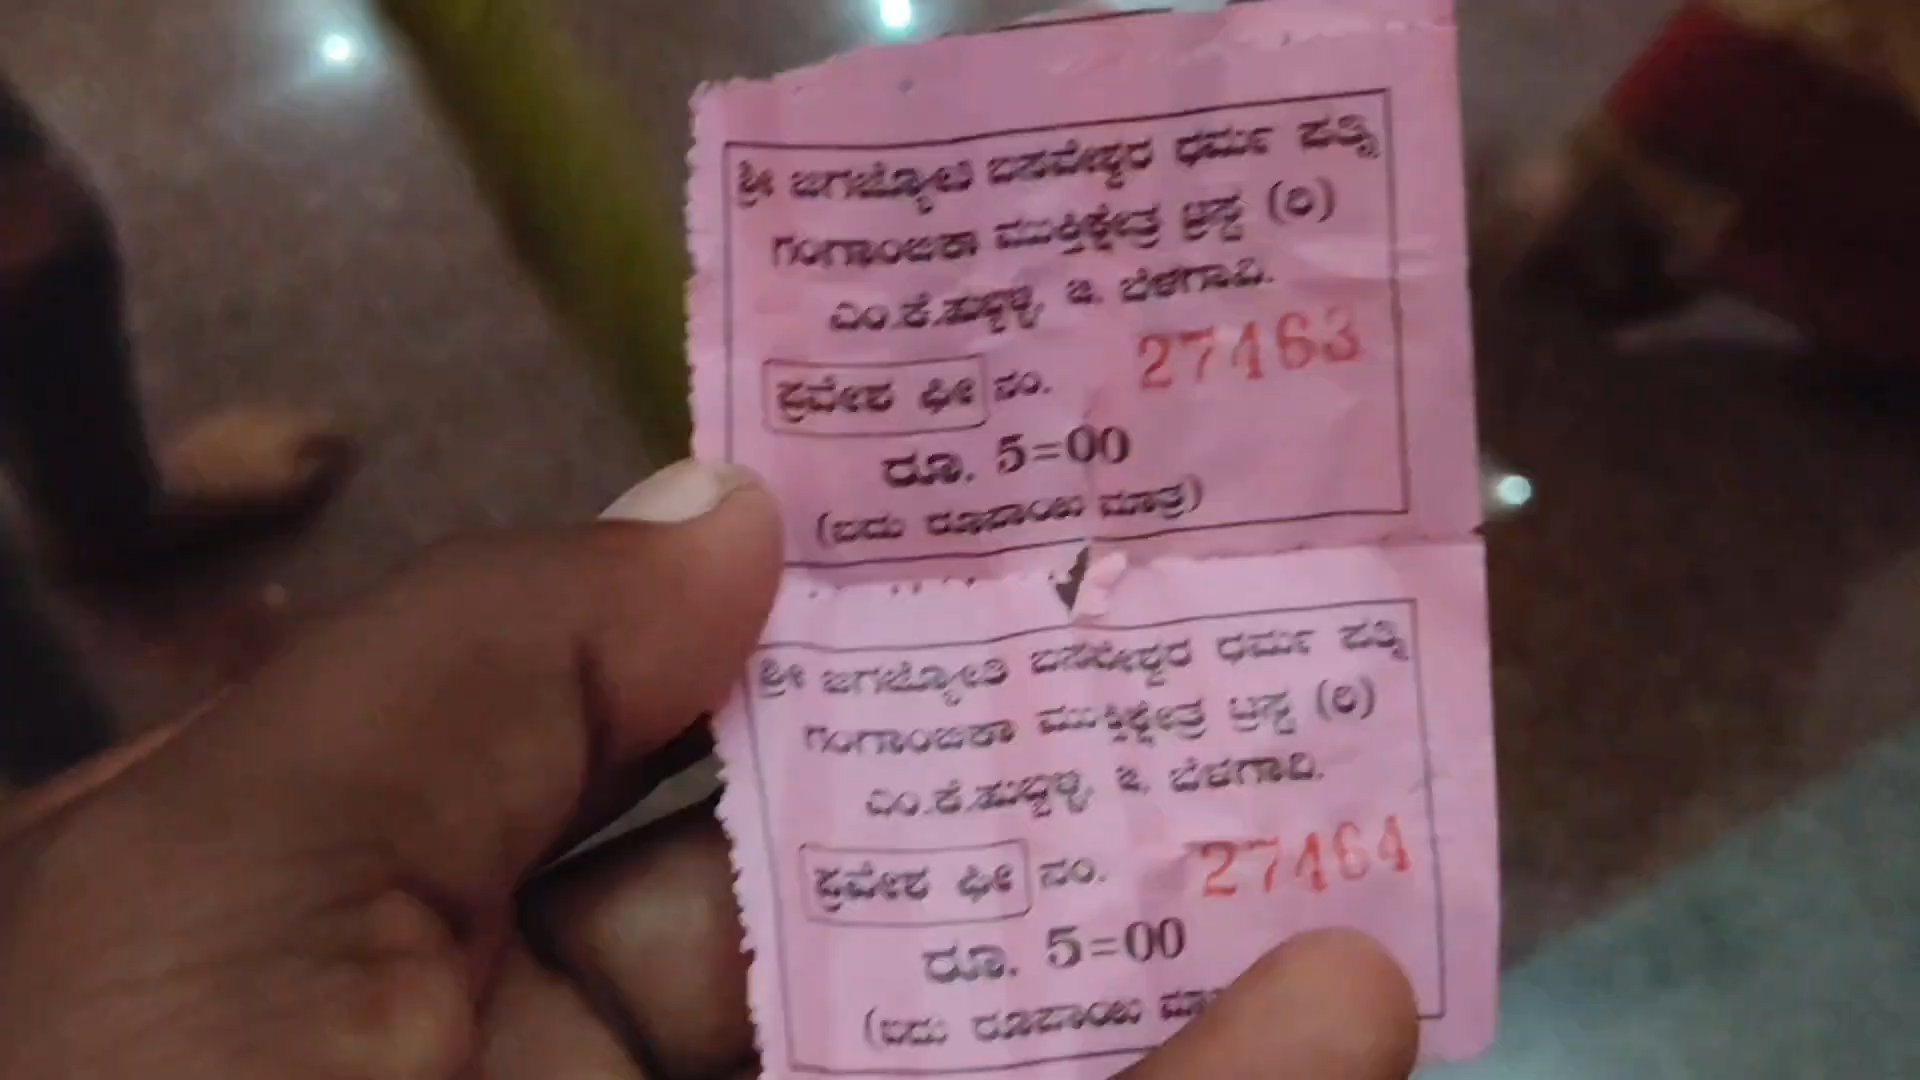 ಶ್ರೀ ಜಗಜ್ಯೋತಿ ಬಸವೇಶ್ವರ ಧರ್ಮ ಪತ್ನಿ
ಗಂಗಾಂಬಿಕಾ ಮುಕ್ತಿಕ್ಷೇತ್ರ ಟ್ರಸ್ಟ (ರಿ)
ಎಂ.ಕೆ.ಹುಬ್ಬಳ್ಳಿ, ಜಿ. ಬೆಳಗಾವಿ.
ಪ್ರವೇಶ ಫೀ ನಂ. 27463
ರೂ. 5=00
(ಐದು ರೂಪಾಯಿ ಮಾತ್ರ)
ಶ್ರೀ ಜಗಜ್ಯೋತಿ ಬಸವೇಶ್ವರ ಧರ್ಮ ಪತ್ನಿ
ಗಂಗಾಂಬಿಕಾ ಮುಕ್ತಿಕ್ಷೇತ್ರ ಟ್ರಸ್ಟ (ರಿ)
ಎಂ.ಕೆ.ಹುಬ್ಬಳ್ಳಿ, ಜಿ. ಬೆಳಗಾವಿ.
ಪ್ರವೇಶ ಫೀ ನಂ. 27464
ರೂ. 5=00
(ಐದು ರೂಪಾಯಿ